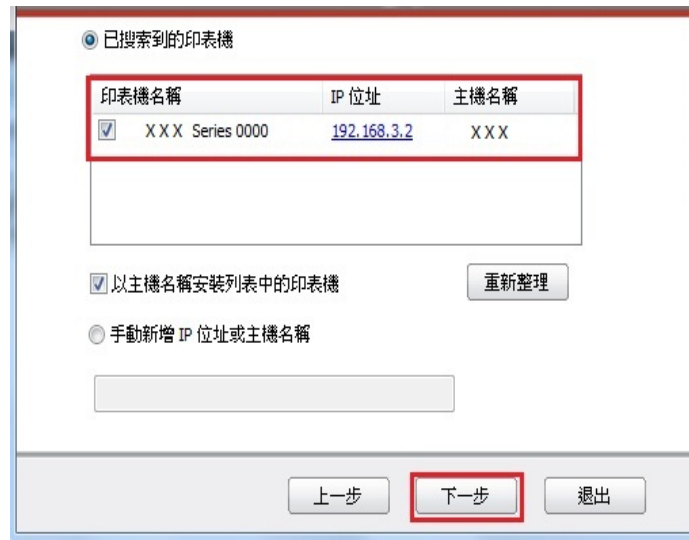 已搜索到的印表機
印表機名稱 IP 位址 主機名稱
X X X Series 0000 192.168.3.2 X X X
以主機名稱安裝列表中的印表機 重新整理
手動新增 IP 位址或主機名稱
上一步 下一步 退出